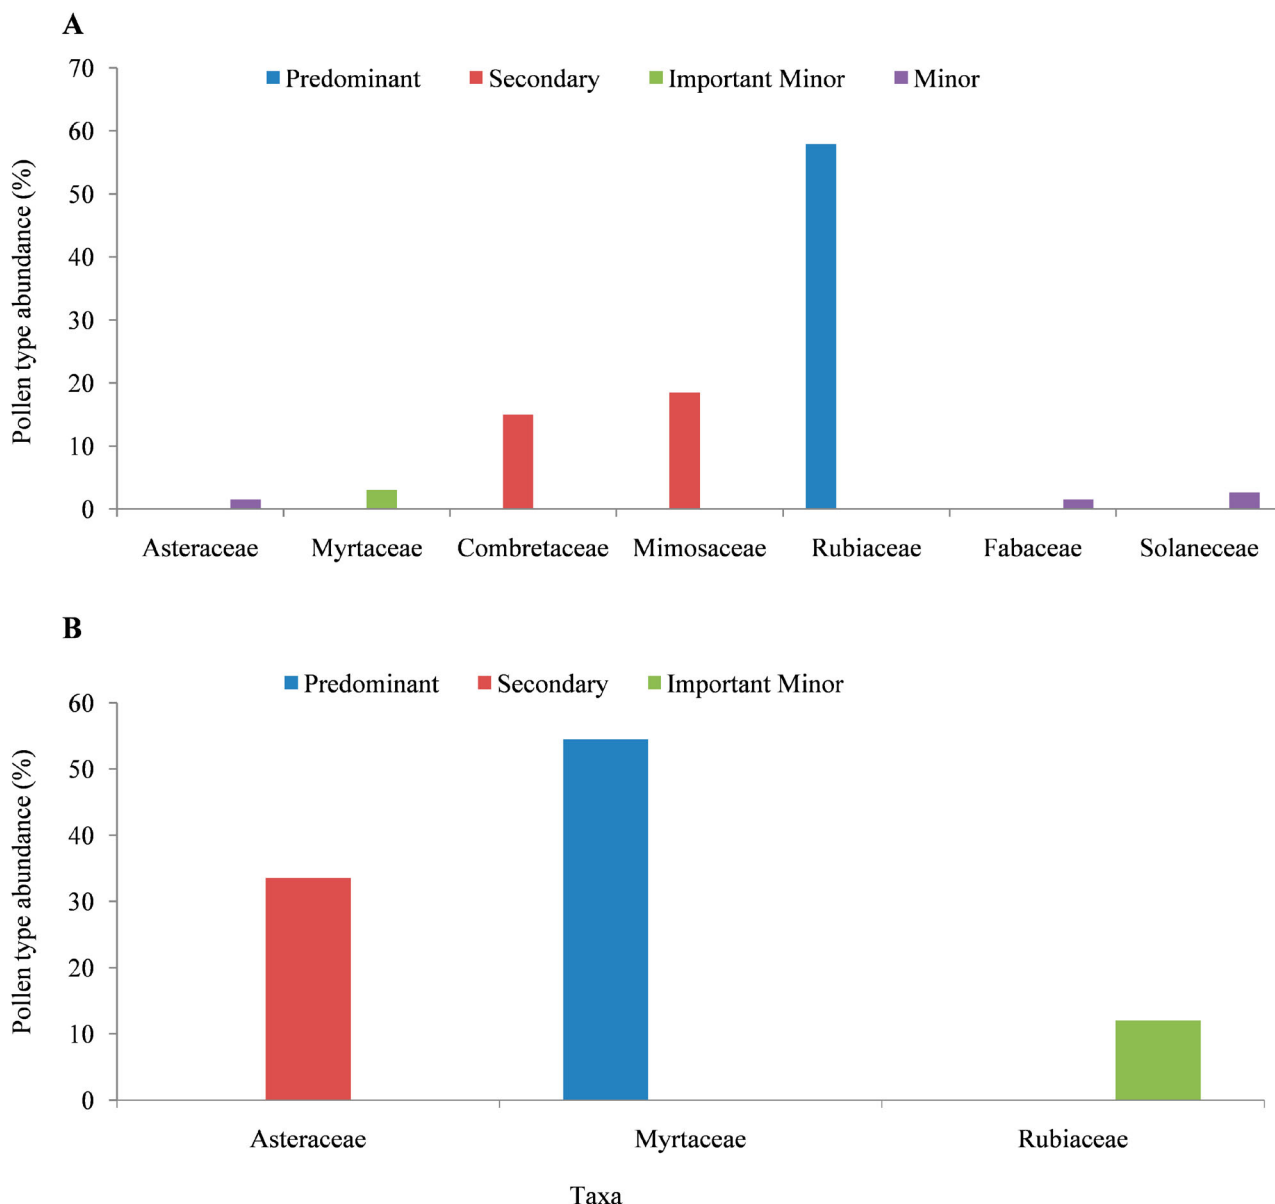 A
Predominant Secondary Important Minor Minor
Pollen type abundance (%)
70
60
50
40
30
20
10
0
Asteraceae Myrtaceae Combretaceae Mimosaceae Rubiaceae Fabaceae Solaneceae
B
Predominant Secondary Important Minor
Pollen type abundance (%)
60
50
40
30
20
10
0
Asteraceae Myrtaceae Rubiaceae
Taxa